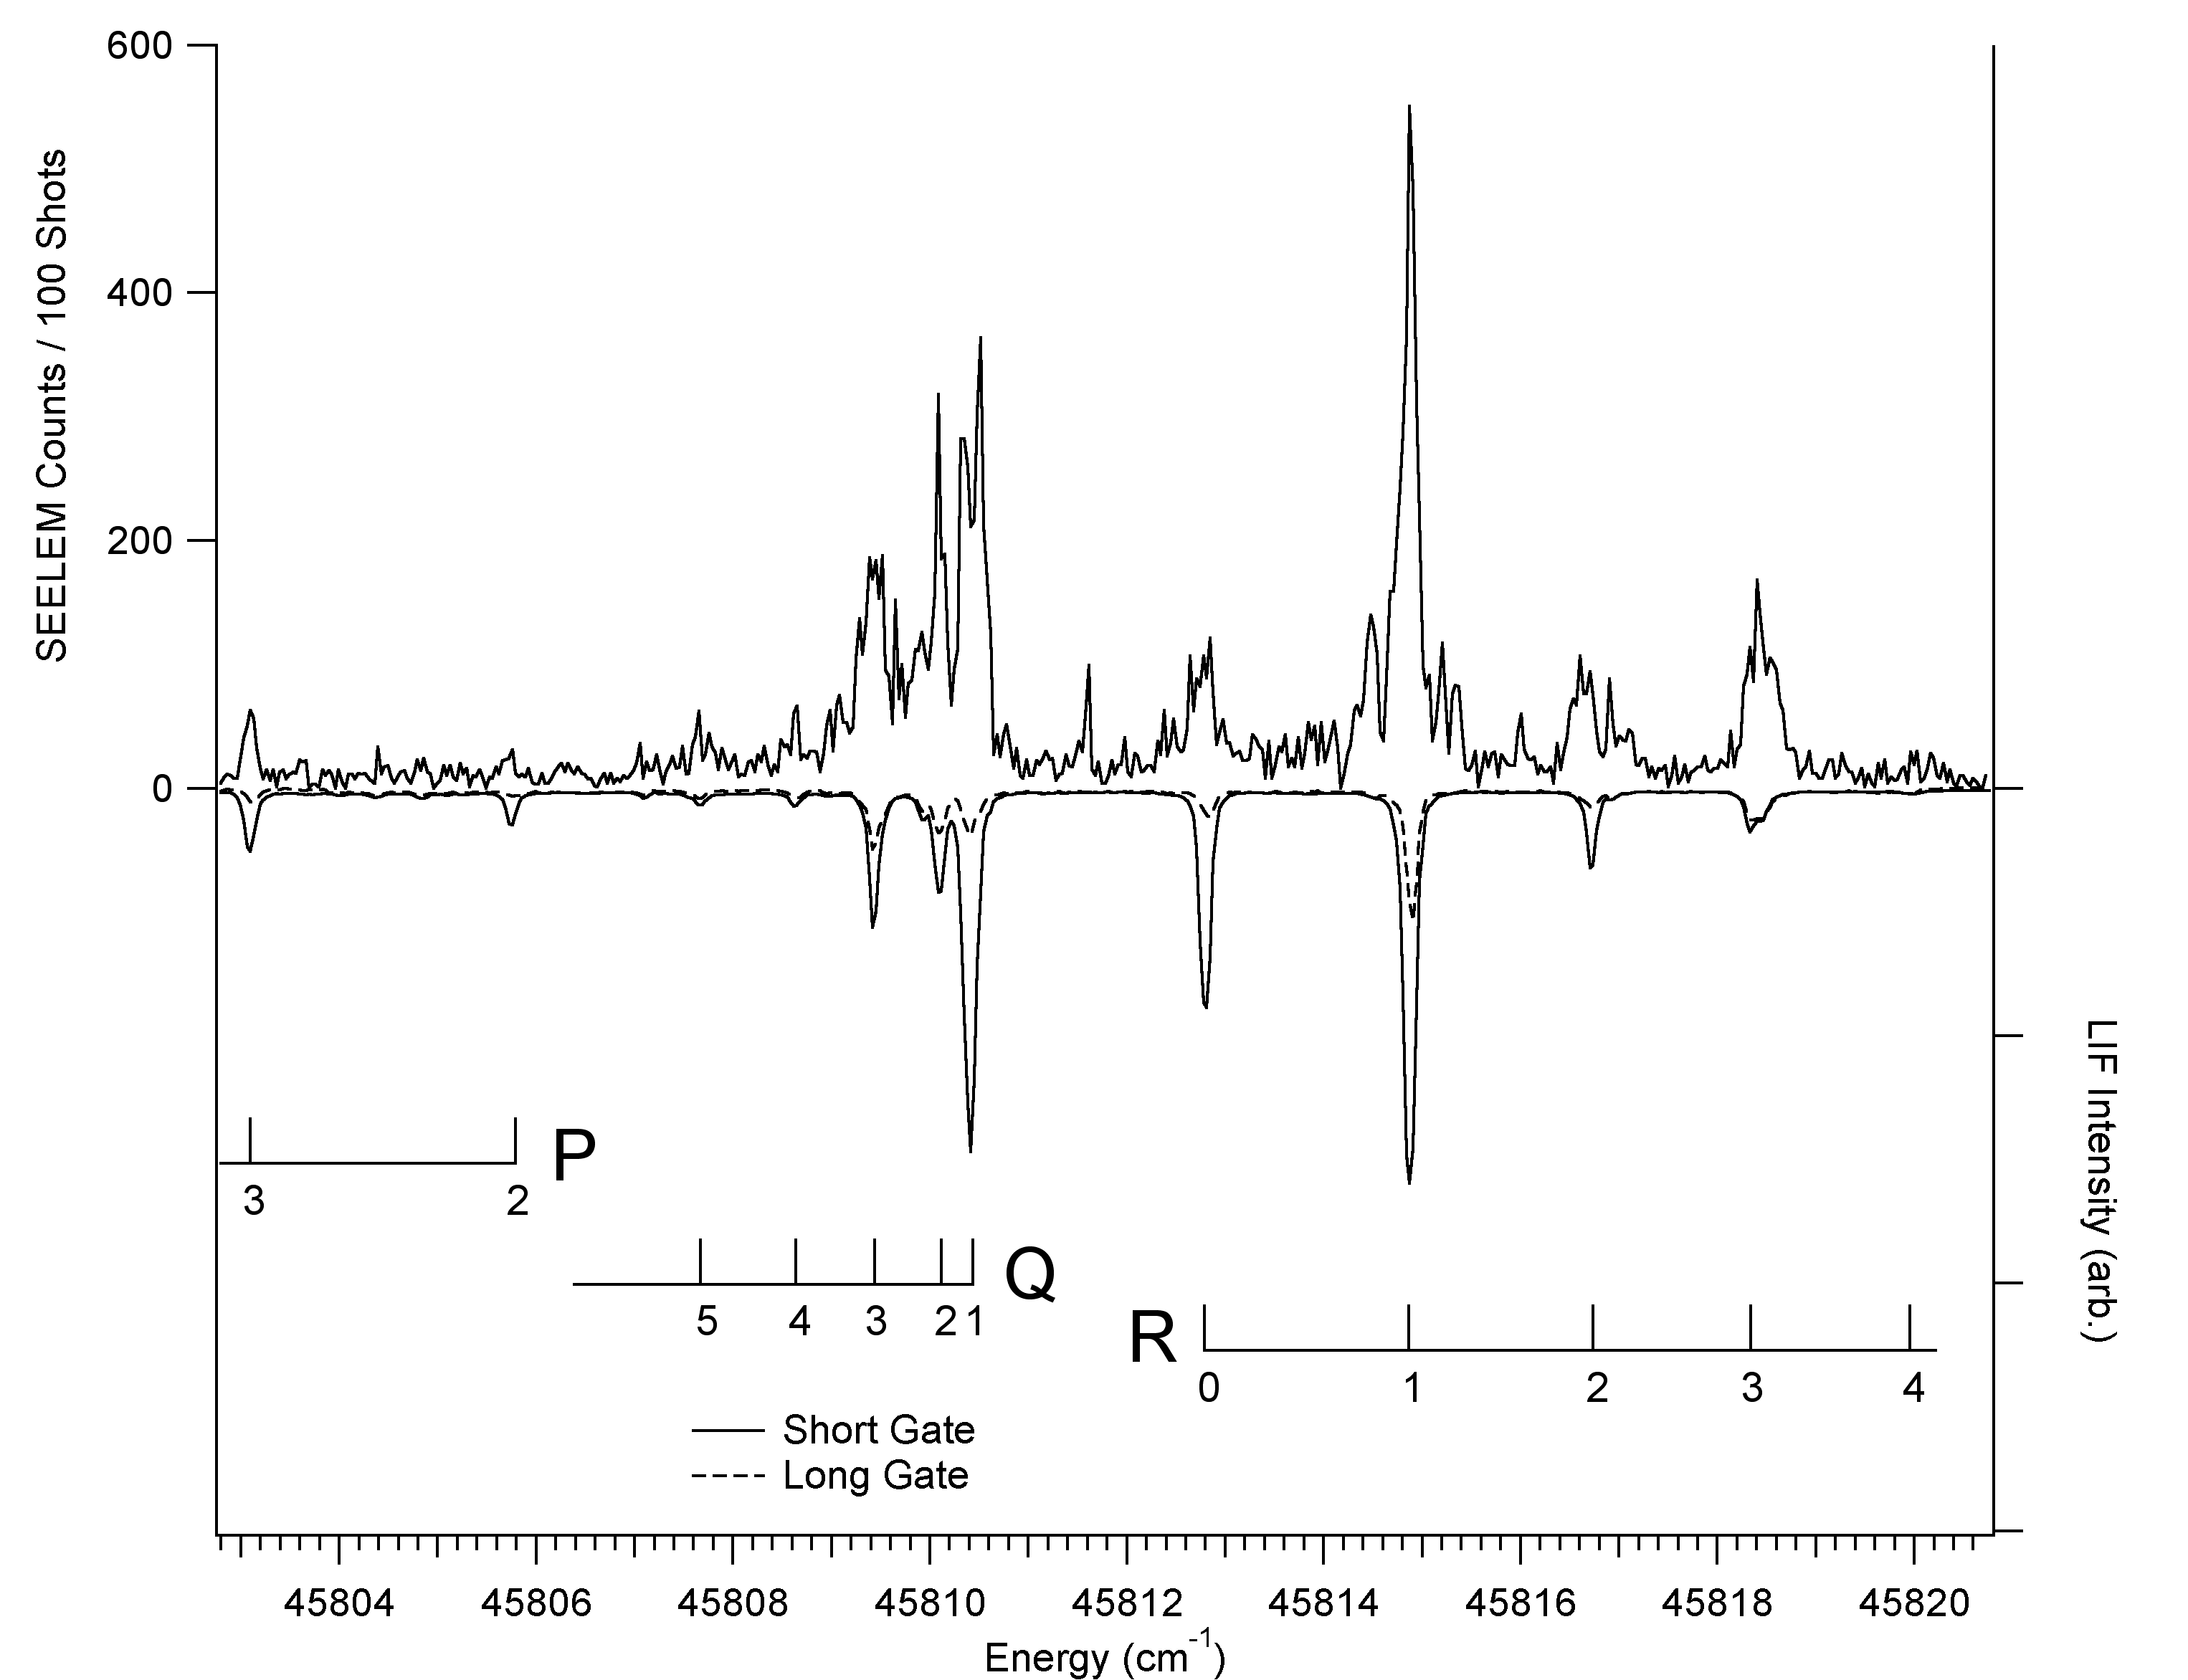 600
400
200
0
SEELEM Counts / 100 Shots
LIF Intensity (arb.)
P
3 2
Q
5 4 3 2 1
R
0 1 2 3 4
Short Gate
Long Gate
45804 45806 45808 45810 45812 45814 45816 45818 45820
Energy (cm⁻¹)